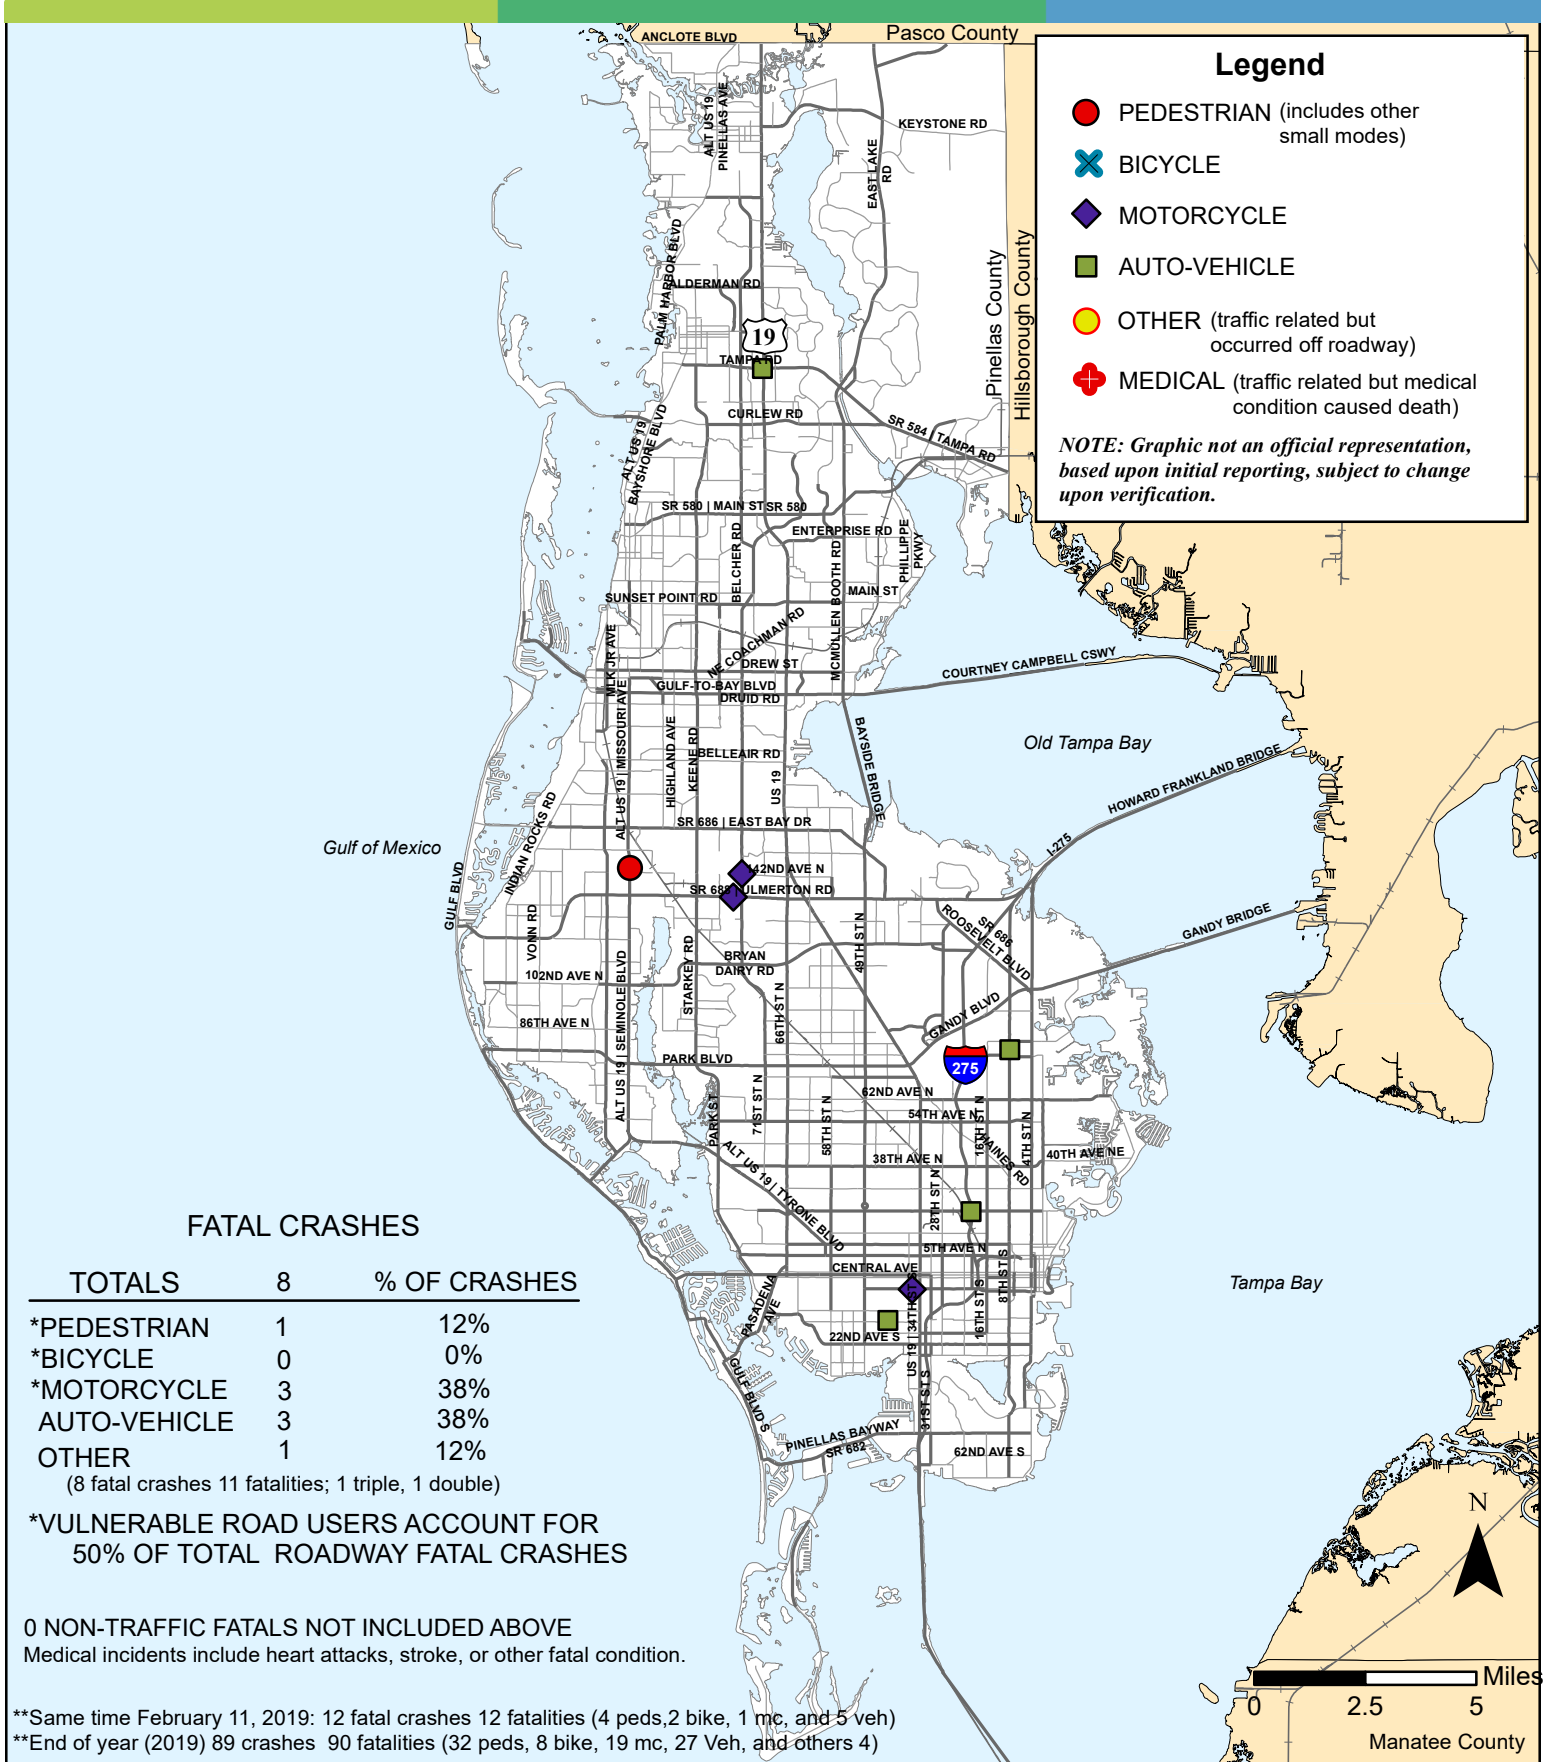 Pasco County
ANCLOTE BLVD
Legend
PEDESTRIAN (includes other
small modes)
BICYCLE
MOTORCYCLE
AUTO-VEHICLE
OTHER (traffic related but
occurred off roadway)
MEDICAL (traffic related but medical
condition caused death)
NOTE: Graphic not an official representation,
based upon initial reporting, subject to change
upon verification.
ALT US 19
PINELLAS AVE
KEYSTONE RD
EAST LAKE
RD
Pinellas County
Hillsborough County
PALM HARBOR BLVD
ALDERMAN RD
19
TAMPA RD
CURLEW RD
SR 584 / TAMPA RD
ALT US 19
BAYSHORE BLVD
SR 580 | MAIN ST
SR 580
ENTERPRISE RD
BELCHER RD
MCMULLEN BOOTH RD
PHILLIPPE
PKWY
MAIN ST
SUNSET POINT RD
NE COACHMAN RD
MLK JR AVE
DREW ST
COURTNEY CAMPBELL CSWY
GULF-TO-BAY BLVD
DRUID RD
ALT US 19 | MISSOURI AVE
HIGHLAND AVE
KEENE RD
BELLEAIR RD
US 19
BAYSIDE BRIDGE
Old Tampa Bay
HOWARD FRANKLAND BRIDGE
I-275
SR 686 | EAST BAY DR
Gulf of Mexico
INDIAN ROCKS RD
GULF BLVD
142ND AVE N
SR 688 | ULMERTON RD
VONN RD
49TH ST N
SR 686
ROOSEVELT BLVD
GANDY BRIDGE
STARKEY RD
BRYAN
DAIRY RD
102ND AVE N
ALT US 19 | SEMINOLE BLVD
66TH ST N
GANDY BLVD
86TH AVE N
PARK BLVD
275
62ND AVE N
54TH AVE N
PARK ST
71ST ST N
58TH ST N
16TH ST N
HAINES RD
4TH ST N
40TH AVE NE
38TH AVE N
ALT US 19 | TYRONE BLVD
28TH ST N
5TH AVE N
CENTRAL AVE
8TH ST S
16TH ST S
PASADENA
AVE
US 19 | 34TH ST S
22ND AVE S
Tampa Bay
GULF BLVD S
31ST ST S
PINELLAS BAYWAY
SR 682
62ND AVE S
FATAL CRASHES
TOTALS 8 % OF CRASHES
*PEDESTRIAN 1 12%
*BICYCLE 0 0%
*MOTORCYCLE 3 38%
AUTO-VEHICLE 3 38%
OTHER 1 12%
(8 fatal crashes 11 fatalities; 1 triple, 1 double)
*VULNERABLE ROAD USERS ACCOUNT FOR
50% OF TOTAL ROADWAY FATAL CRASHES
0 NON-TRAFFIC FATALS NOT INCLUDED ABOVE
Medical incidents include heart attacks, stroke, or other fatal condition.
**Same time February 11, 2019: 12 fatal crashes 12 fatalities (4 peds,2 bike, 1 mc, and 5 veh)
**End of year (2019) 89 crashes 90 fatalities (32 peds, 8 bike, 19 mc, 27 Veh, and others 4)
N
Miles
0 2.5 5
Manatee County